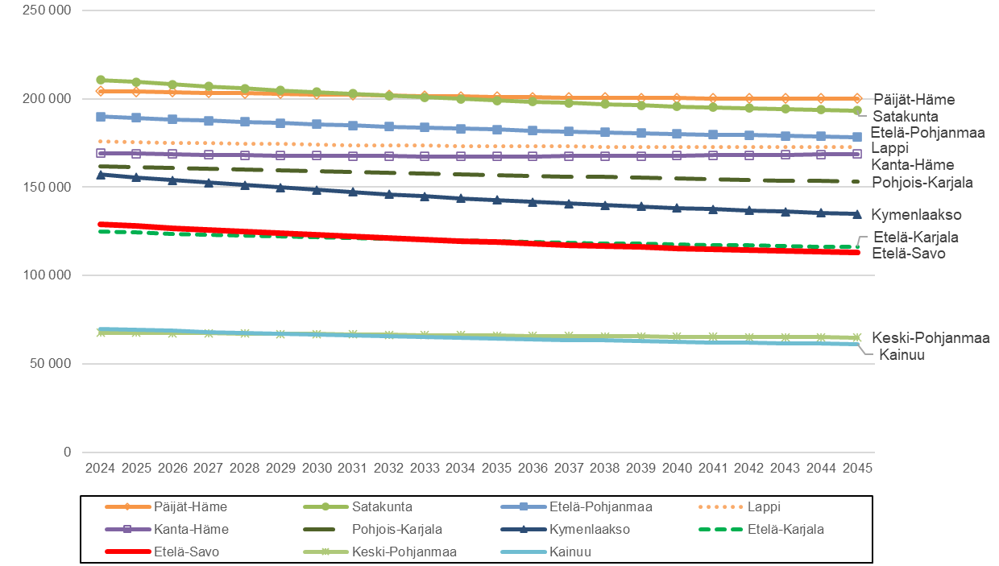 250 000
200 000
150 000
100 000
50 000
0
2024 2025 2026 2027 2028 2029 2030 2031 2032 2033 2034 2035 2036 2037 2038 2039 2040 2041 2042 2043 2044 2045
Päijät-Häme
Satakunta
Etelä-Pohjanmaa
Lappi
Kanta-Häme
Pohjois-Karjala
Kymenlaakso
Etelä-Karjala
Etelä-Savo
Keski-Pohjanmaa
Kainuu
Päijät-Häme Satakunta Etelä-Pohjanmaa Lappi
Kanta-Häme Pohjois-Karjala Kymenlaakso Etelä-Karjala
Etelä-Savo Keski-Pohjanmaa Kainuu